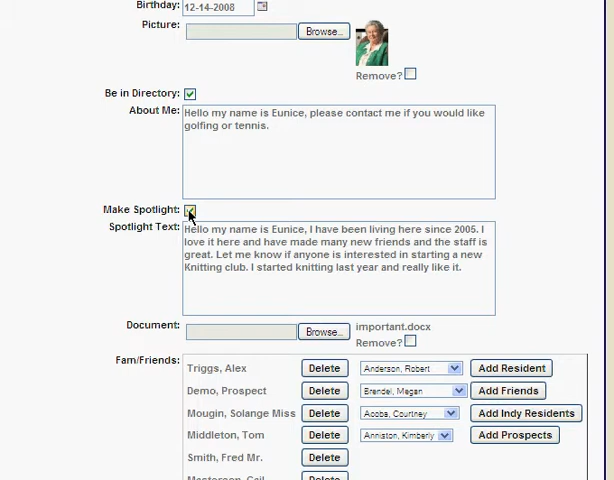 Birthday: 12-14-2008
Picture: Browse...
Remove?
Be in Directory:
About Me: Hello my name is Eunice, please contact me if you would like
golfing or tennis.
Make Spotlight:
Spotlight Text: Hello my name is Eunice, I have been living here since 2005. I
love it here and have made many new friends and the staff is
great. Let me know if anyone is interested in starting a new
Knitting club. I started knitting last year and really like it.
Document: Browse... important.docx
Remove?
Fam/Friends:
Triggs, Alex Delete Anderson, Robert Add Resident
Demo, Prospect Delete Brendel, Megan Add Friends
Mougin, Solange Miss Delete Acoba, Courtney Add Indy Residents
Middleton, Tom Delete Anniston, Kimberly Add Prospects
Smith, Fred Mr. Delete